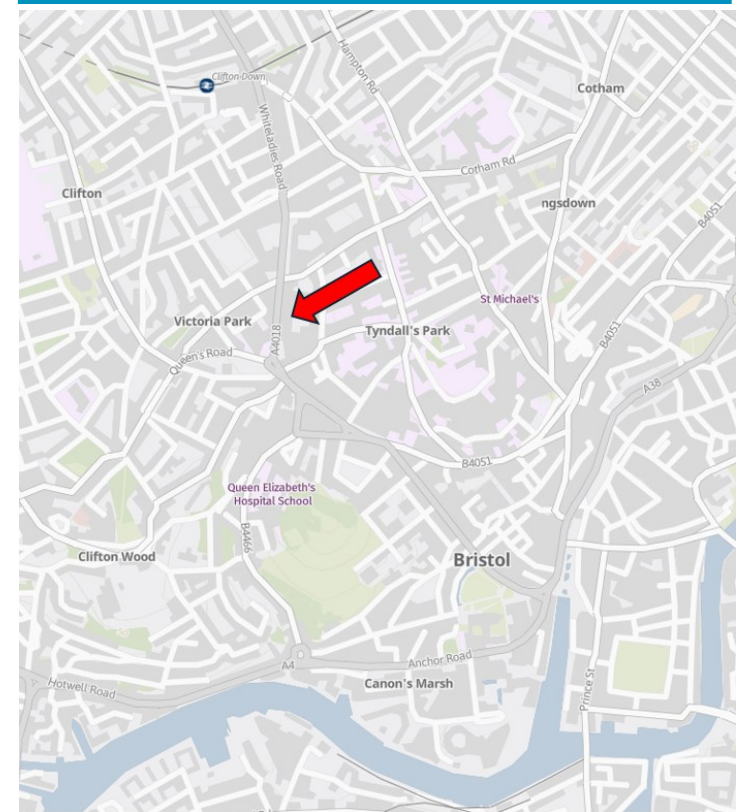 Clifton Down
Hampton Rd
Cotham
Whiteladies Road
Cotham Rd
Clifton
ngsdown
B4051
St Michael's
Victoria Park
Tyndall's Park
A4018
Queen's Road
B4051
A38
B4051
Queen Elizabeth's
Hospital School
B4466
Clifton Wood
Bristol
A4
Anchor Road
Hotwell Road
Canon's Marsh
Prince St